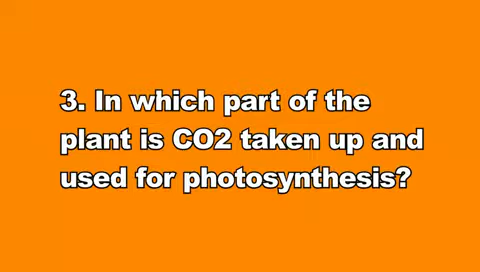 3. In which part of the
plant is CO2 taken up and
used for photosynthesis?